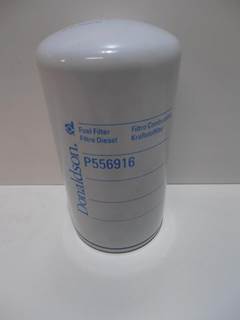 Donaldson.
Fuel Filter
Filtre Diesel
Filtro Combustible
Kraftstofffilter
P556916